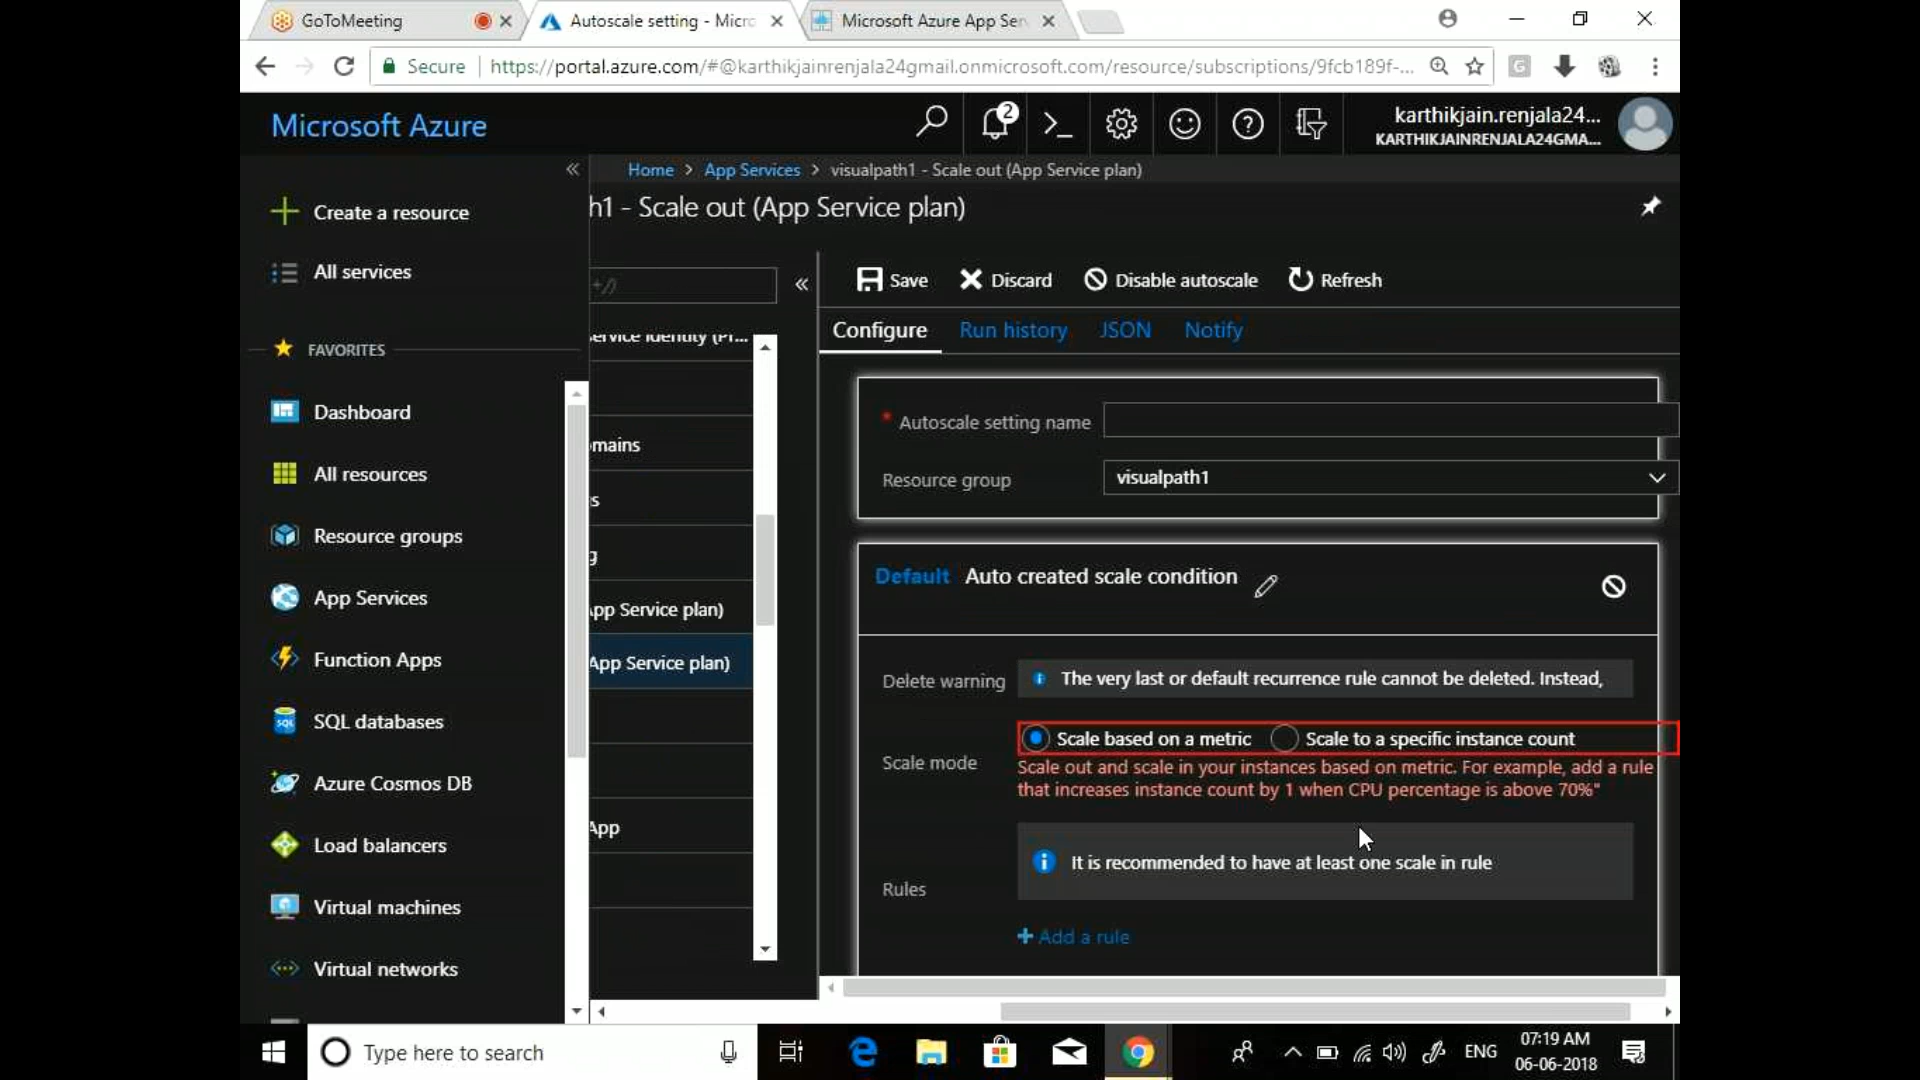 GoToMeeting
Autoscale setting - Micro
Microsoft Azure App Ser
Secure
https://portal.azure.com/#@karthikjainrenjala24gmail.onmicrosoft.com/resource/subscriptions/9fcb189f-...
Microsoft Azure
2
karthikjain.renjala24...
KARTHIKJAINRENJALA24GMA...
Home > App Services > visualpath1 - Scale out (App Service plan)
h1 - Scale out (App Service plan)
Create a resource
All services
FAVORITES
Dashboard
All resources
Resource groups
App Services
Function Apps
SQL databases
Azure Cosmos DB
Load balancers
Virtual machines
Virtual networks
+/)
ervice identity (Pr...
mains
s
g
App Service plan)
App Service plan)
App
Save
Discard
Disable autoscale
Refresh
Configure
Run history
JSON
Notify
* Autoscale setting name
Resource group
visualpath1
Default Auto created scale condition
Delete warning
The very last or default recurrence rule cannot be deleted. Instead,
Scale mode
Scale based on a metric
Scale to a specific instance count
Scale out and scale in your instances based on metric. For example, add a rule
that increases instance count by 1 when CPU percentage is above 70%"
Rules
It is recommended to have at least one scale in rule
+ Add a rule
Type here to search
ENG
07:19 AM
06-06-2018